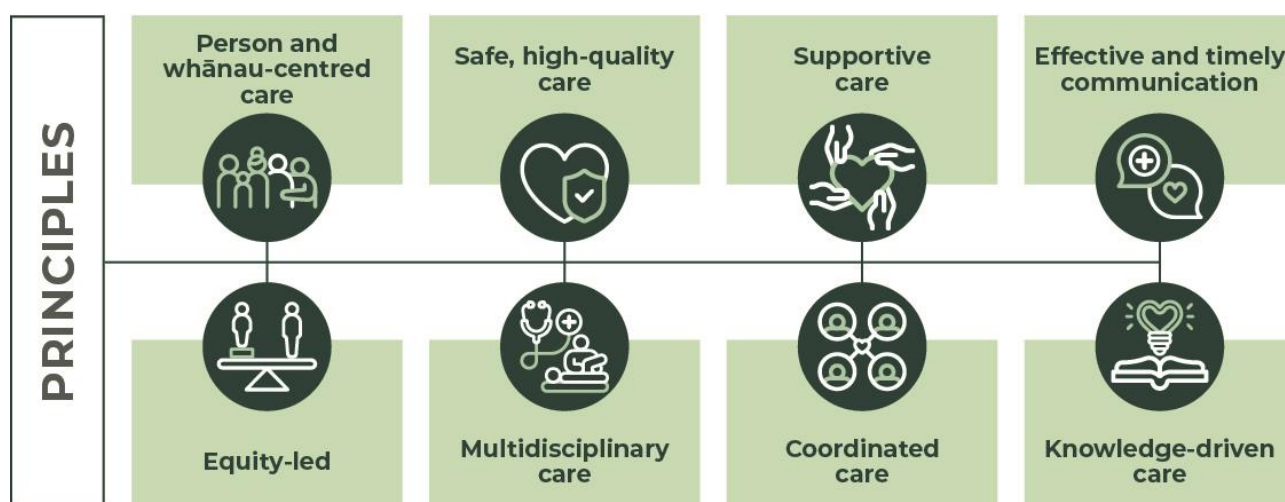 PRINCIPLES
Person and
whānau-centred
care
Safe, high-quality
care
Supportive
care
Effective and timely
communication
Equity-led
Multidisciplinary
care
Coordinated
care
Knowledge-driven
care